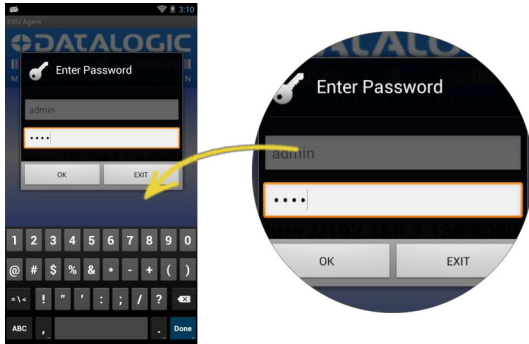 3:10
DXU Agent
DATALOGIC
Enter Password
admin
••••
OK EXIT
1 2 3 4 5 6 7 8 9 0
@ # $ % & * - + ( )
= \ < ! " ' : ; / ? 
ABC , . Done
Enter Password
admin
••••
OK EXIT